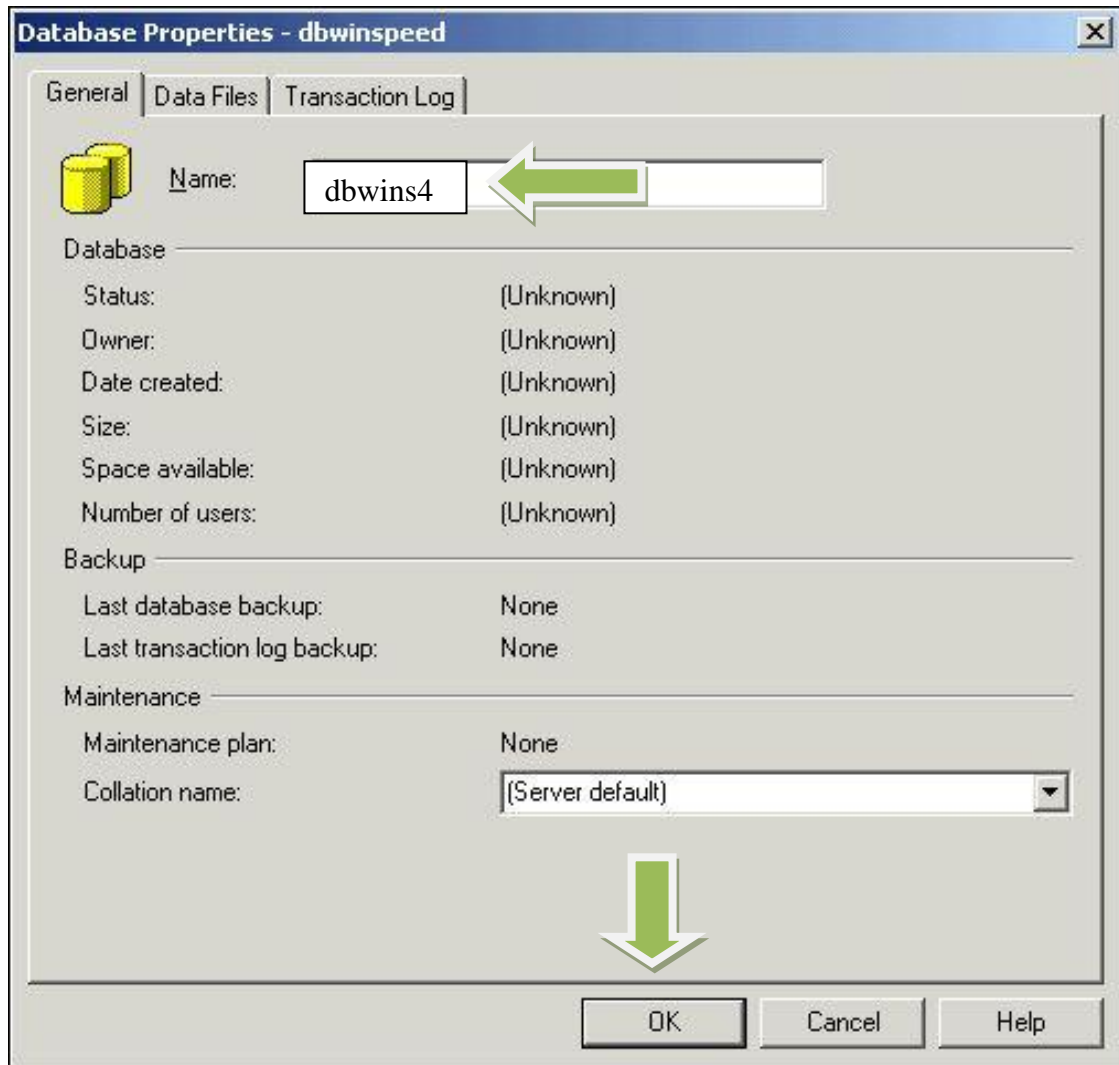 Database Properties - dbwinspeed
General Data Files Transaction Log
Name: dbwins4
Database
Status: (Unknown)
Owner: (Unknown)
Date created: (Unknown)
Size: (Unknown)
Space available: (Unknown)
Number of users: (Unknown)
Backup
Last database backup: None
Last transaction log backup: None
Maintenance
Maintenance plan: None
Collation name: (Server default)
OK Cancel Help